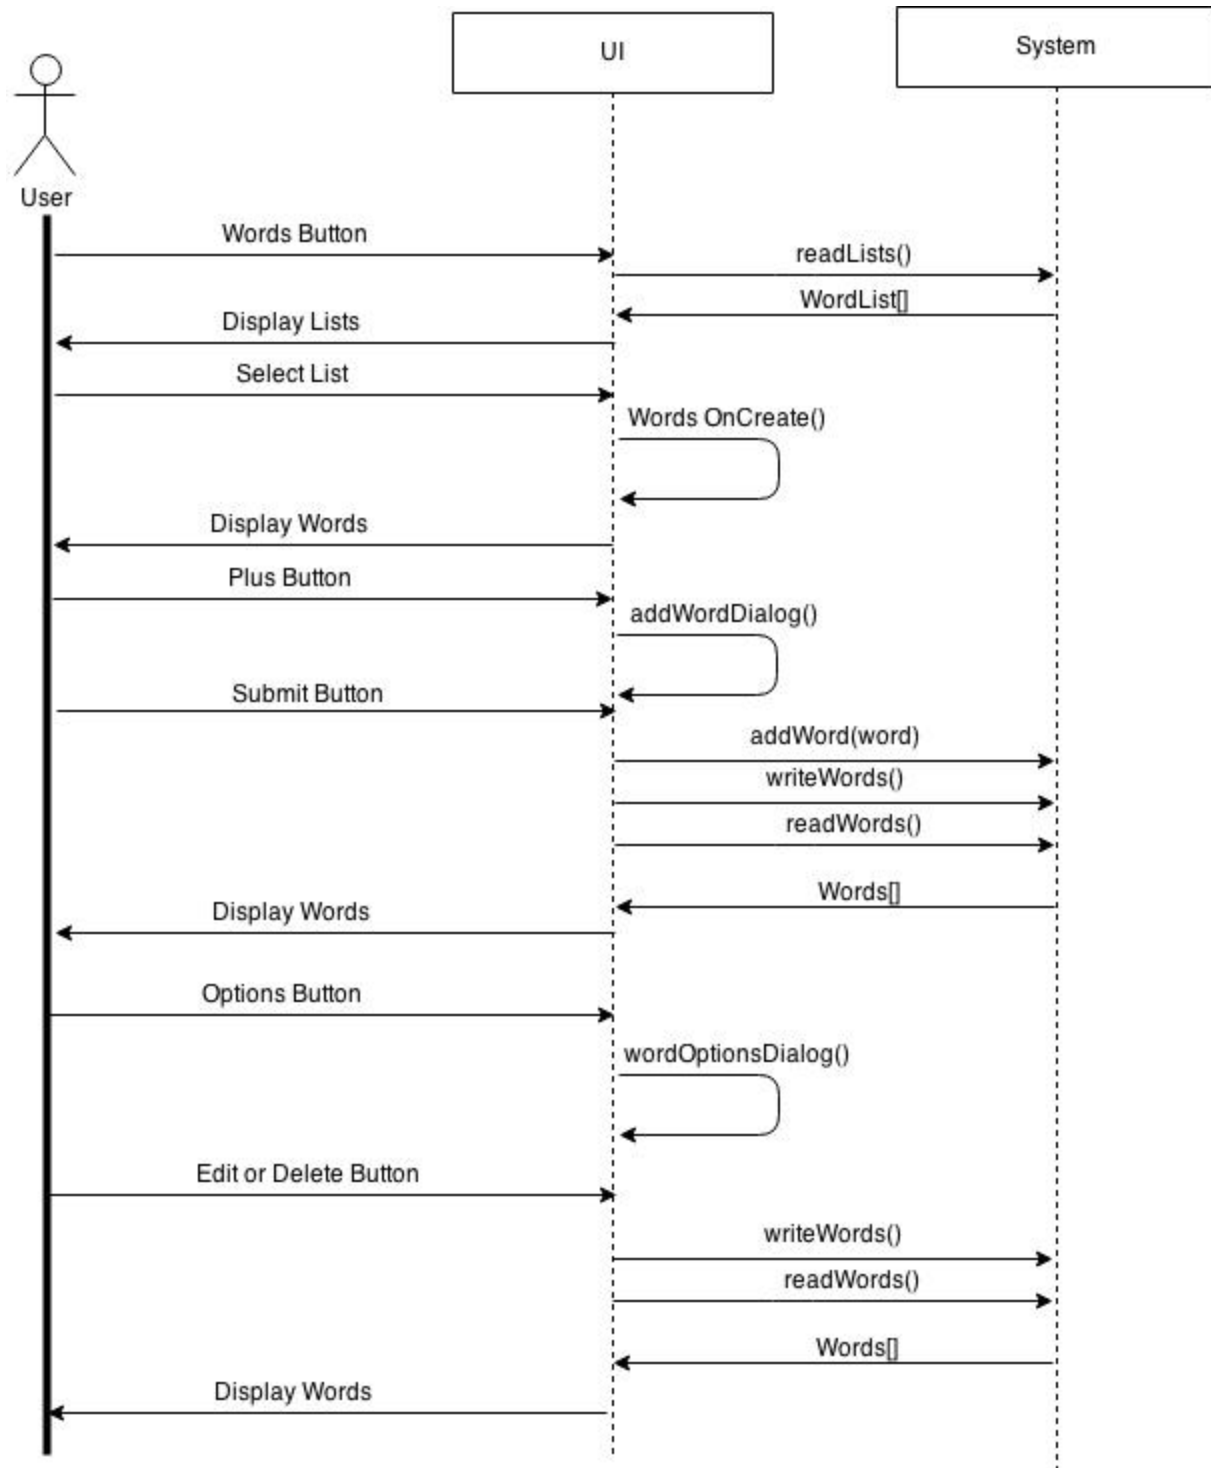 UI
System
User
Words Button
readLists()
WordList[]
Display Lists
Select List
Words OnCreate()
Display Words
Plus Button
addWordDialog()
Submit Button
addWord(word)
writeWords()
readWords()
Words[]
Display Words
Options Button
wordOptionsDialog()
Edit or Delete Button
writeWords()
readWords()
Words[]
Display Words